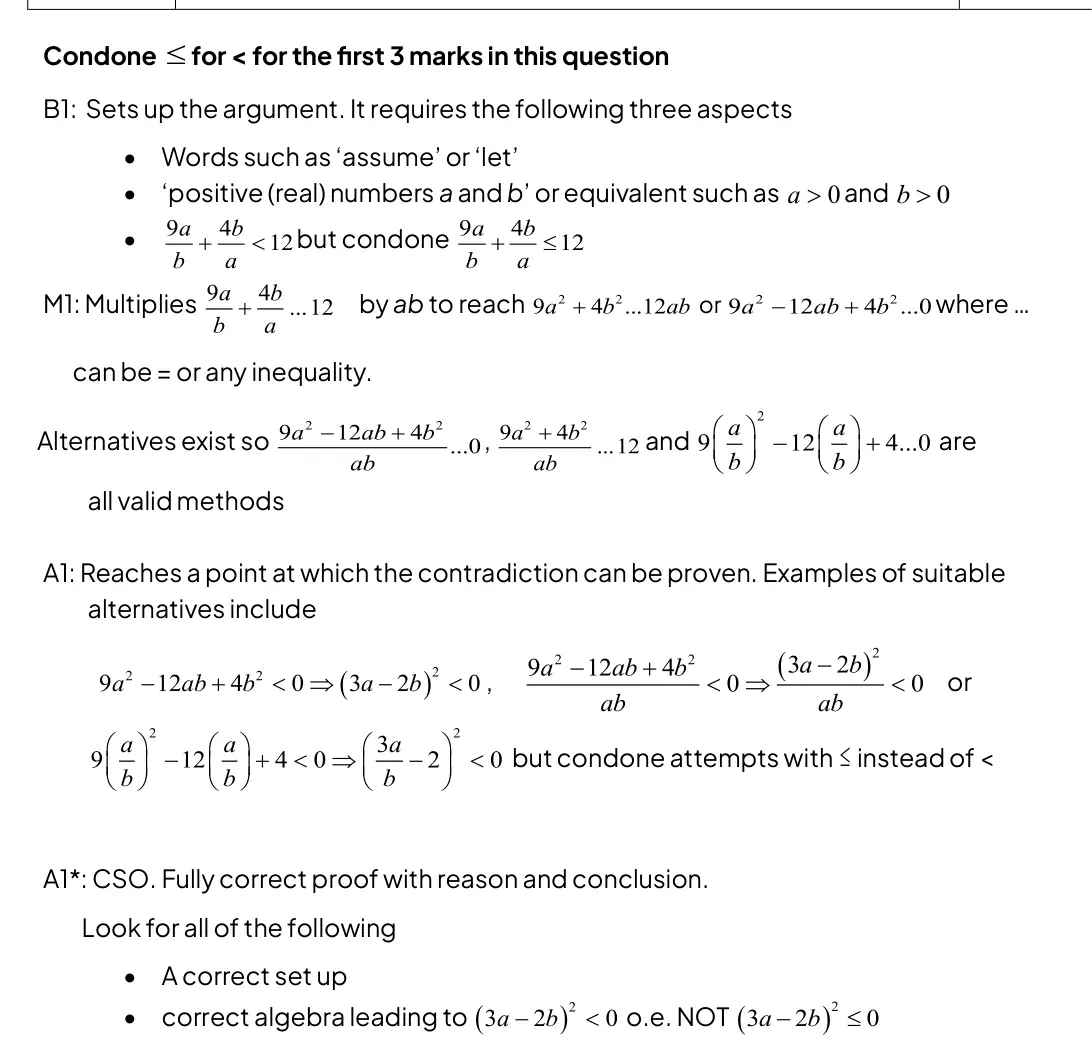 Condone ≤ for < for the first 3 marks in this question
B1: Sets up the argument. It requires the following three aspects
• Words such as ‘assume’ or ‘let’
• ‘positive (real) numbers a and b’ or equivalent such as a > 0 and b > 0
• 9a/b + 4b/a < 12 but condone 9a/b + 4b/a ≤ 12
M1: Multiplies 9a/b + 4b/a ... 12 by ab to reach 9a² + 4b² ... 12ab or 9a² − 12ab + 4b² ... 0 where ...
can be = or any inequality.
Alternatives exist so (9a² − 12ab + 4b²)/ab ... 0, (9a² + 4b²)/ab ... 12 and 9(a/b)² − 12(a/b) + 4 ... 0 are
all valid methods
A1: Reaches a point at which the contradiction can be proven. Examples of suitable
alternatives include
9a² − 12ab + 4b² < 0 ⇒ (3a − 2b)² < 0, (9a² − 12ab + 4b²)/ab < 0 ⇒ (3a − 2b)²/ab < 0 or
9(a/b)² − 12(a/b) + 4 < 0 ⇒ (3a/b − 2)² < 0 but condone attempts with ≤ instead of <
A1*: CSO. Fully correct proof with reason and conclusion.
Look for all of the following
• A correct set up
• correct algebra leading to (3a − 2b)² < 0 o.e. NOT (3a − 2b)² ≤ 0